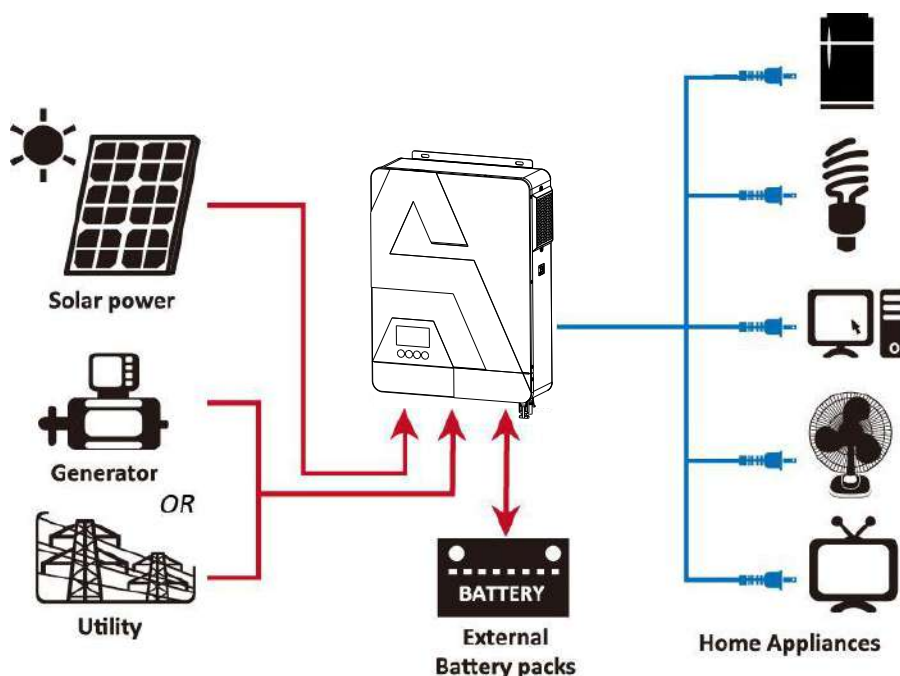 Solar power
Generator
OR
Utility
BATTERY
External
Battery packs
Home Appliances